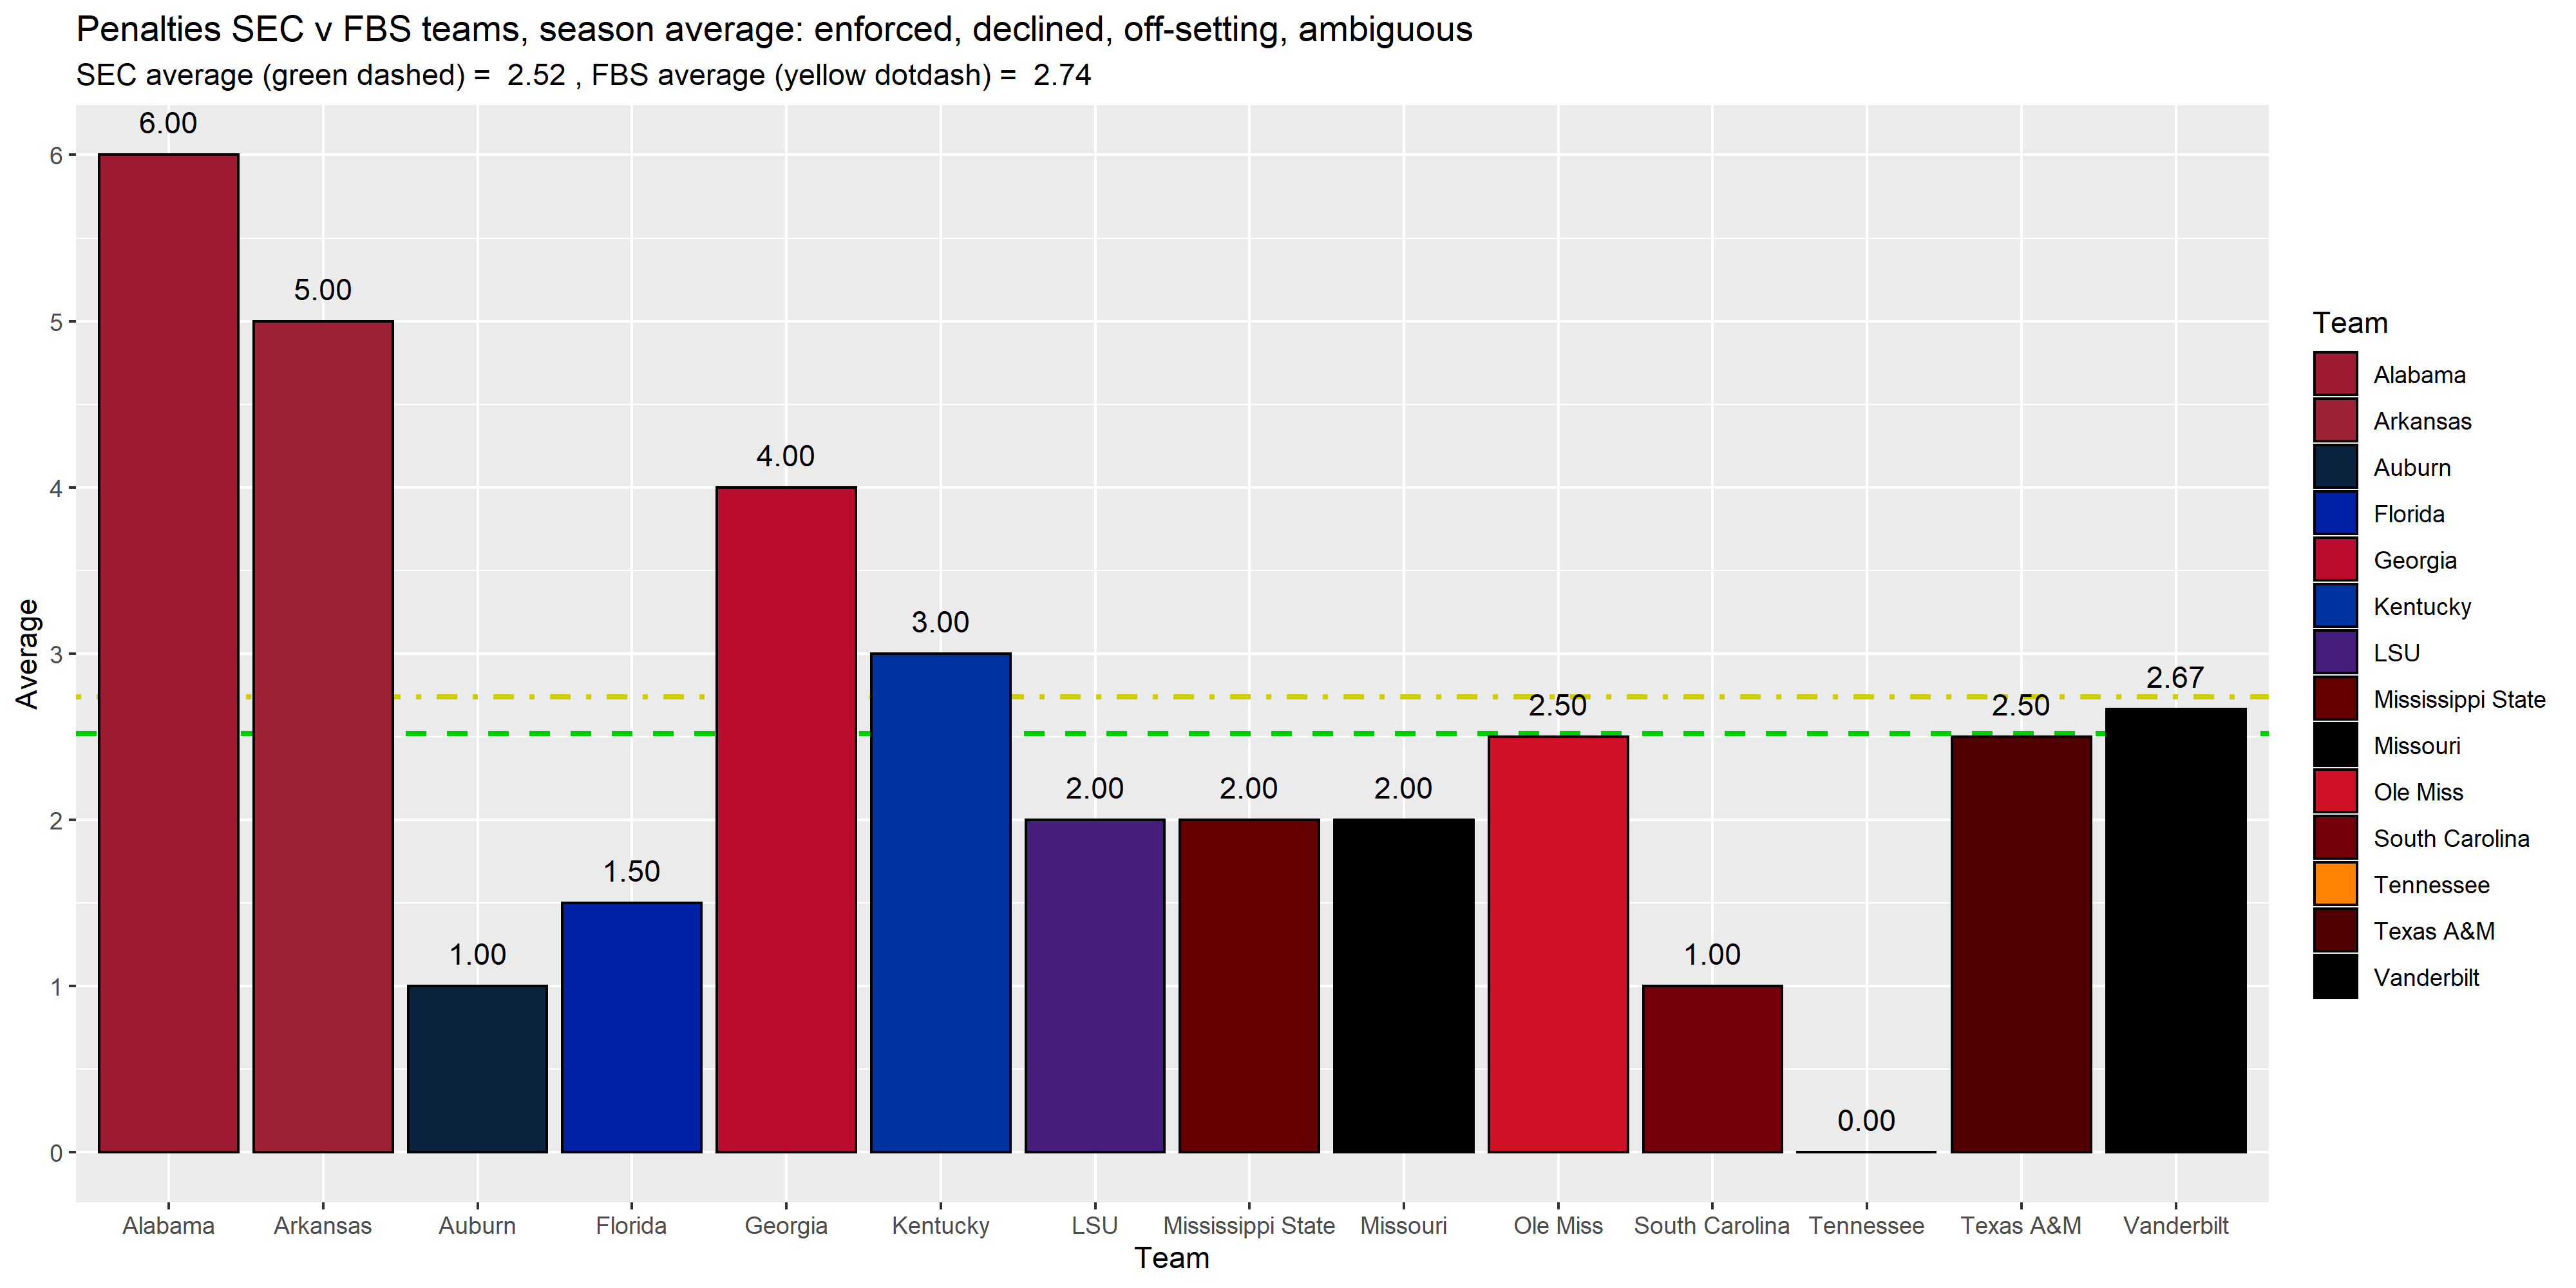 Penalties SEC v FBS teams, season average: enforced, declined, off-setting, ambiguous
SEC average (green dashed) =  2.52 , FBS average (yellow dotdash) =  2.74
Average
6
5
4
3
2
1
0
6.00
5.00
1.00
1.50
4.00
3.00
2.00
2.00
2.00
2.50
1.00
0.00
2.50
2.67
Alabama
Arkansas
Auburn
Florida
Georgia
Kentucky
LSU
Mississippi State
Missouri
Ole Miss
South Carolina
Tennessee
Texas A&M
Vanderbilt
Team
Team
Alabama
Arkansas
Auburn
Florida
Georgia
Kentucky
LSU
Mississippi State
Missouri
Ole Miss
South Carolina
Tennessee
Texas A&M
Vanderbilt